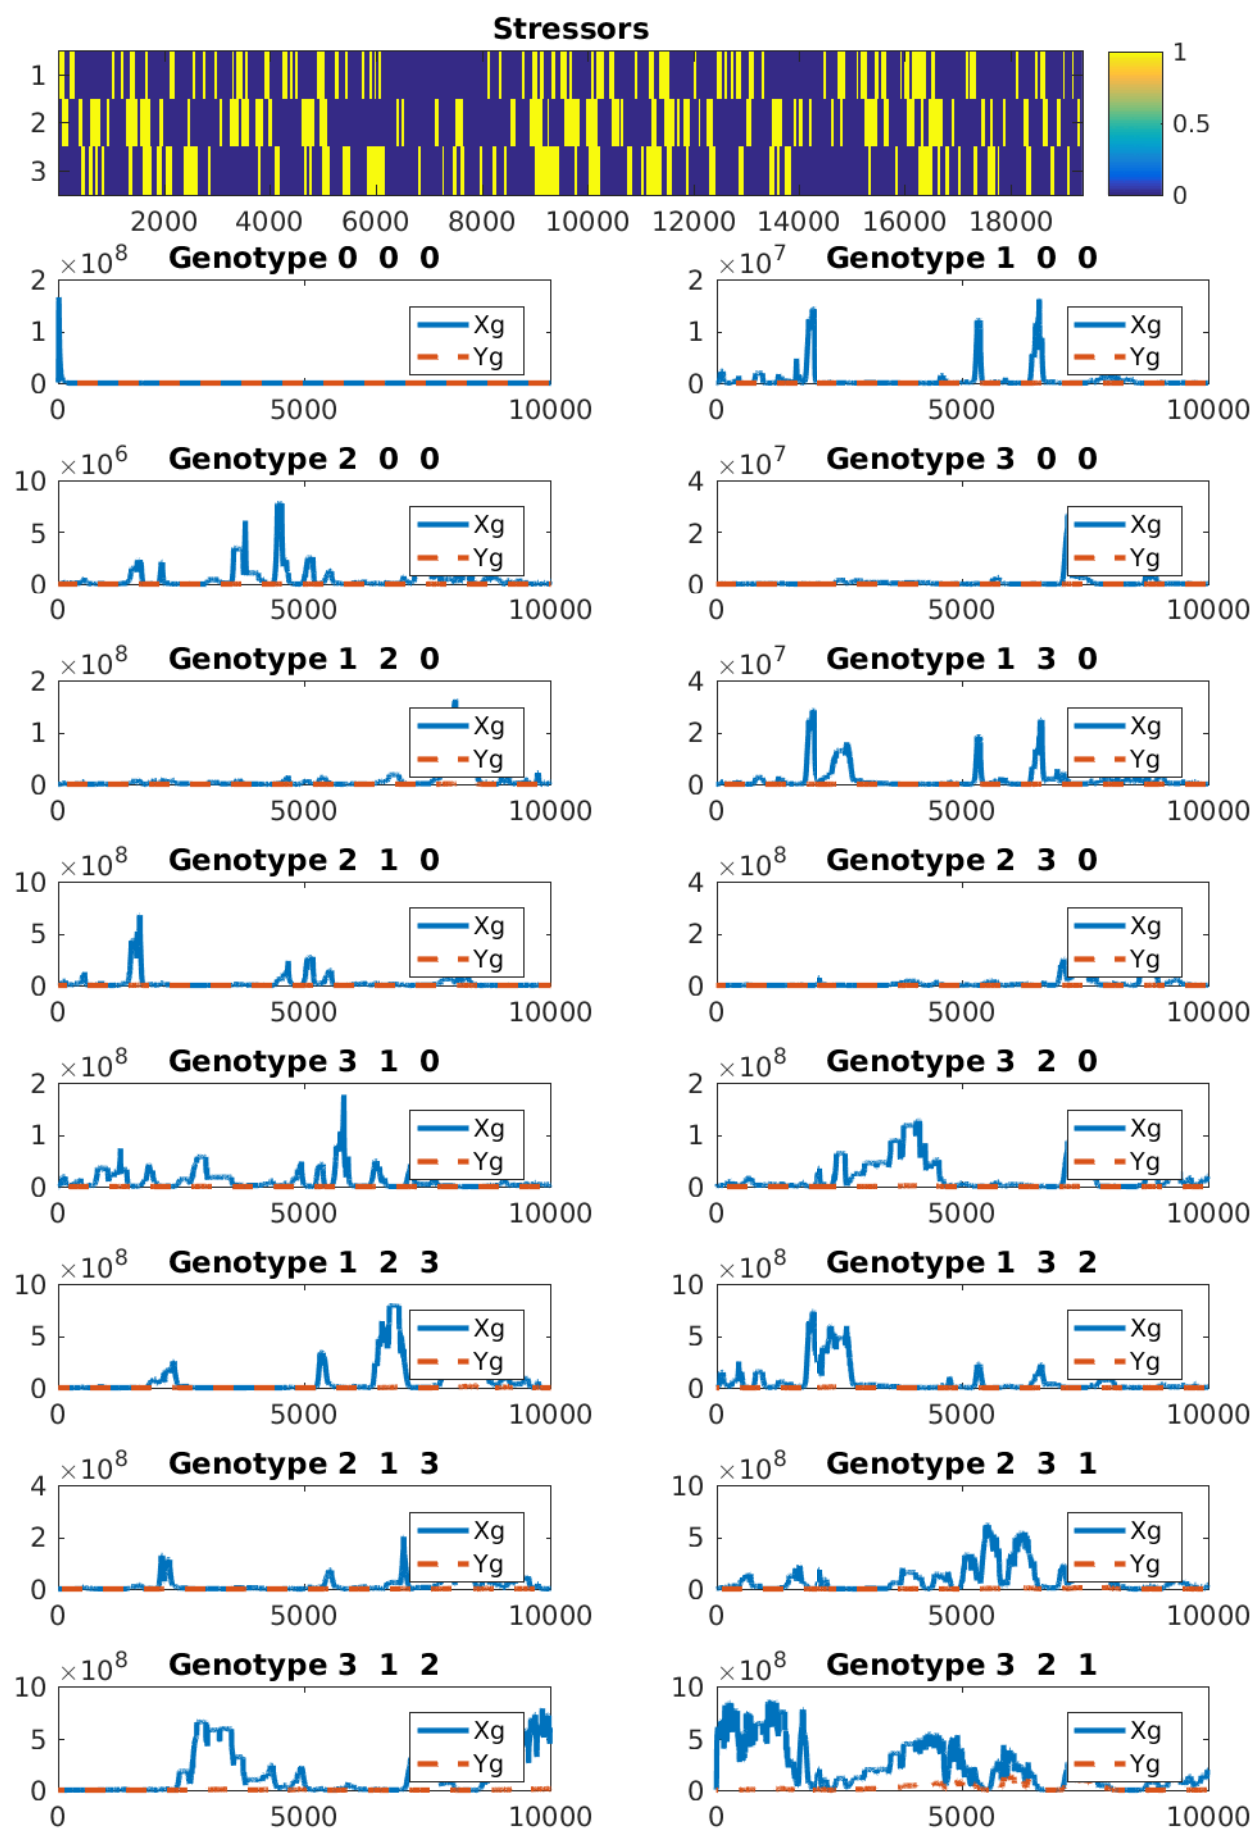 Stressors
1
2
3
1
0.5
0
2000 4000 6000 8000 10000 12000 14000 16000 18000
×10^8 Genotype 0 0 0
2
1
0
Xg
Yg
0 5000 10000
×10^7 Genotype 1 0 0
2
1
0
Xg
Yg
0 5000 10000
×10^6 Genotype 2 0 0
10
5
0
Xg
Yg
0 5000 10000
×10^7 Genotype 3 0 0
4
2
0
Xg
Yg
0 5000 10000
×10^8 Genotype 1 2 0
2
1
0
Xg
Yg
0 5000 10000
×10^7 Genotype 1 3 0
4
2
0
Xg
Yg
0 5000 10000
×10^8 Genotype 2 1 0
10
5
0
Xg
Yg
0 5000 10000
×10^8 Genotype 2 3 0
4
2
0
Xg
Yg
0 5000 10000
×10^8 Genotype 3 1 0
2
1
0
Xg
Yg
0 5000 10000
×10^8 Genotype 3 2 0
2
1
0
Xg
Yg
0 5000 10000
×10^8 Genotype 1 2 3
10
5
0
Xg
Yg
0 5000 10000
×10^8 Genotype 1 3 2
10
5
0
Xg
Yg
0 5000 10000
×10^8 Genotype 2 1 3
4
2
0
Xg
Yg
0 5000 10000
×10^8 Genotype 2 3 1
10
5
0
Xg
Yg
0 5000 10000
×10^8 Genotype 3 1 2
10
5
0
Xg
Yg
0 5000 10000
×10^8 Genotype 3 2 1
10
5
0
Xg
Yg
0 5000 10000